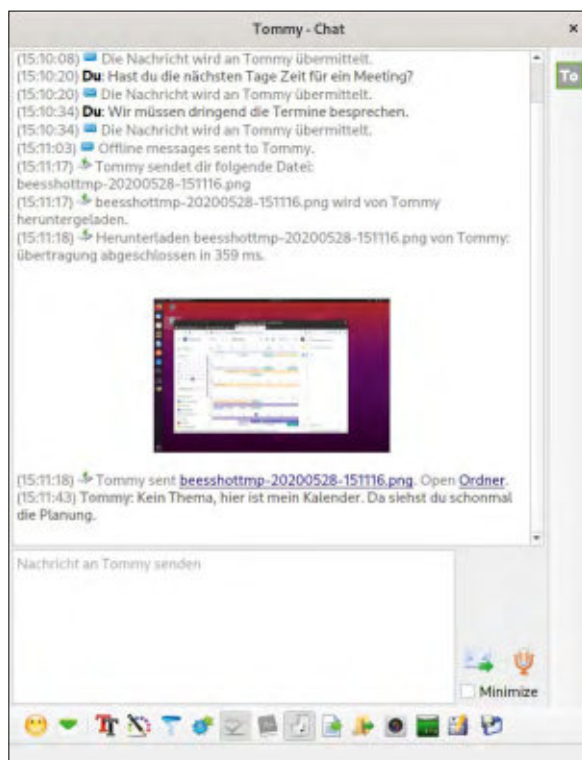 Tommy - Chat
×
To
(15:10:08) Die Nachricht wird an Tommy übermittelt.
(15:10:20) Du: Hast du die nächsten Tage Zeit für ein Meeting?
(15:10:20) Die Nachricht wird an Tommy übermittelt.
(15:10:34) Du: Wir müssen dringend die Termine besprechen.
(15:10:34) Die Nachricht wird an Tommy übermittelt.
(15:11:03) Offline messages sent to Tommy.
(15:11:17) Tommy sendet dir folgende Datei:
beesshottmp-20200528-151116.png
(15:11:17) beesshottmp-20200528-151116.png wird von Tommy
heruntergeladen.
(15:11:18) Herunterladen beesshottmp-20200528-151116.png von Tommy:
übertragung abgeschlossen in 359 ms.
(15:11:18) Tommy sent beesshottmp-20200528-151116.png. Open Ordner.
(15:11:43) Tommy: Kein Thema, hier ist mein Kalender. Da siehst du schonmal
die Planung.
Nachricht an Tommy senden
Minimize